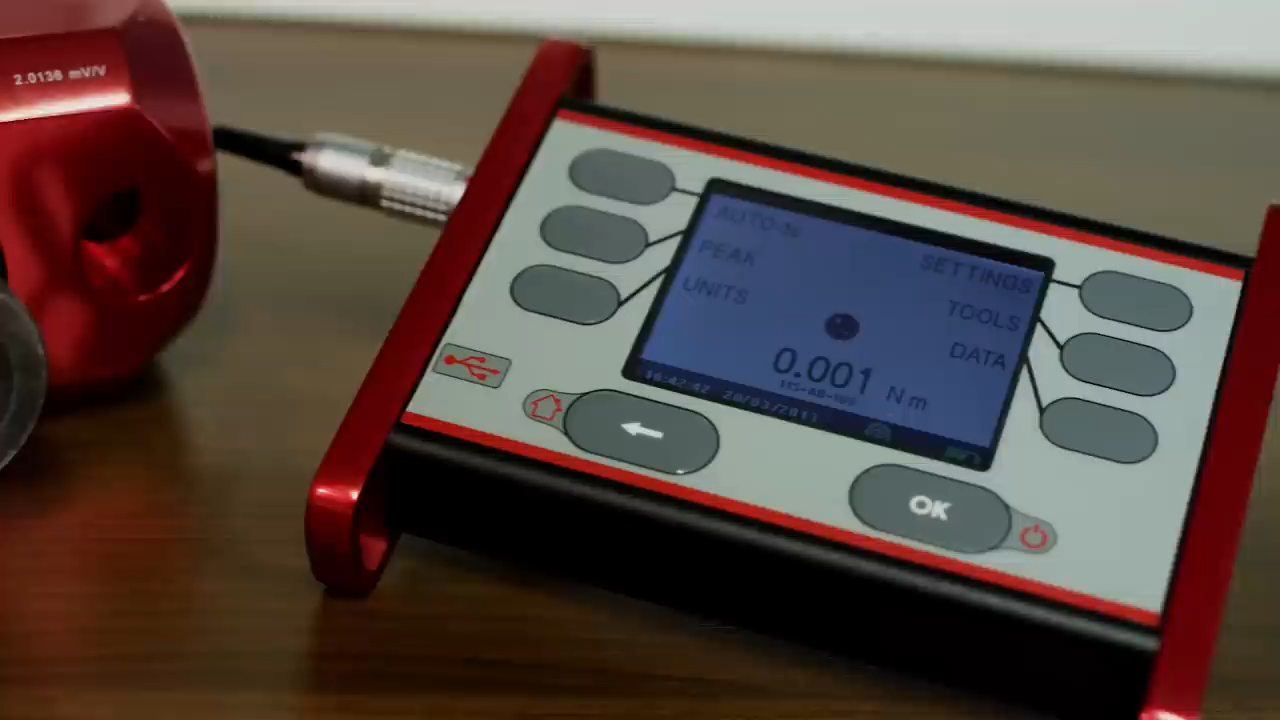 2.0136 mV/V
AUTO-N
PEAK
UNITS
SETTINGS
TOOLS
DATA
0.001 Nm
OK